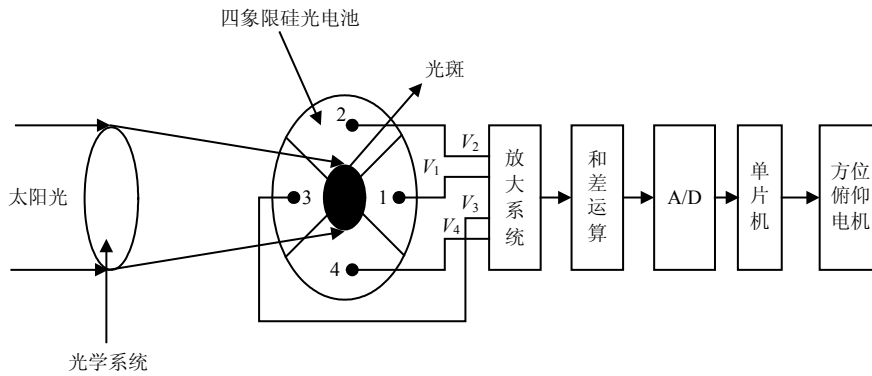 四象限硅光电池
光斑
太阳光
光学系统
2
3
1
4
V2
V1
V3
V4
放大系统
和差运算
A/D
单片机
方位
俯仰
电机